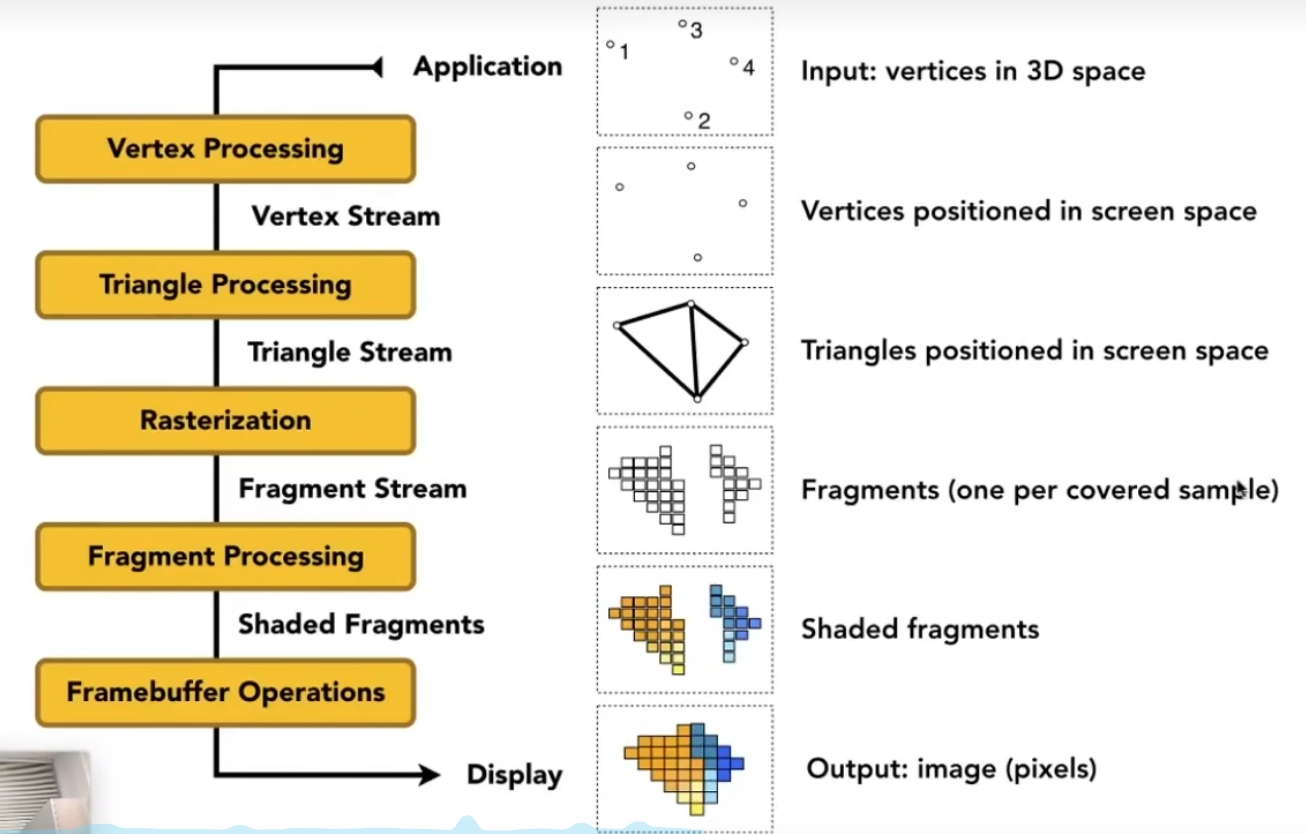 Application
3
1
4
2
Input: vertices in 3D space
Vertex Processing
Vertex Stream
Vertices positioned in screen space
Triangle Processing
Triangle Stream
Triangles positioned in screen space
Rasterization
Fragment Stream
Fragments (one per covered sample)
Fragment Processing
Shaded Fragments
Shaded fragments
Framebuffer Operations
Display
Output: image (pixels)